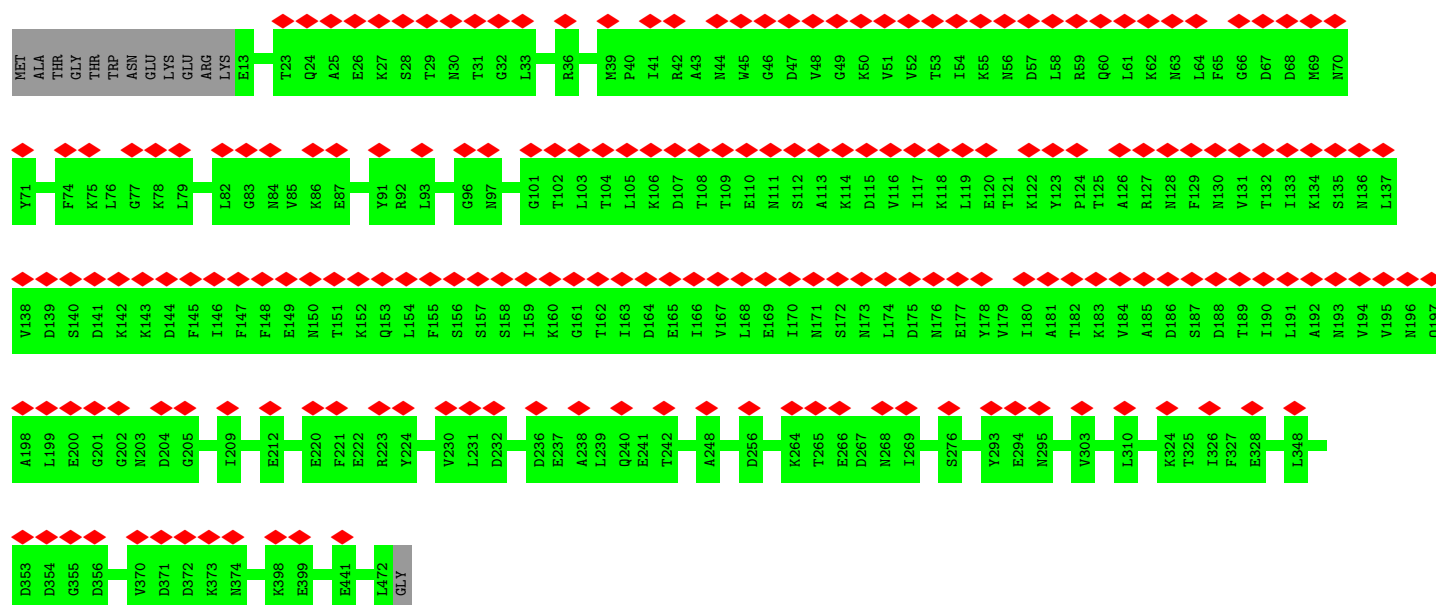 MET ALA THR GLY THR TRP ASN GLU LYS GLU ARG LYS E13 T23 Q24 A25 E26 K27 S28 T29 N30 T31 G32 L33 R36 M39 P40 I41 R42 A43 N44 W45 G46 D47 V48 G49 K50 V51 V52 T53 I54 K55 N56 D57 L58 R59 Q60 L61 K62 N63 L64 F65 G66 D67 D68 M69 N70
Y71 F74 K75 L76 G77 K78 L79 L82 G83 N84 V85 K86 E87 Y91 R92 L93 G96 N97 G101 T102 L103 T104 L105 K106 D107 T108 T109 E110 N111 S112 A113 K114 D115 V116 I117 K118 L119 E120 T121 K122 Y123 P124 T125 A126 R127 N128 F129 N130 V131 T132 I133 K134 S135 N136 L137
V138 D139 S140 D141 K142 K143 D144 F145 I146 F147 F148 E149 N150 T151 K152 Q153 L154 F155 S156 S157 S158 I159 K160 G161 T162 I163 D164 E165 I166 V167 L168 E169 I170 N171 S172 N173 L174 D175 N176 E177 Y178 V179 I180 A181 T182 K183 V184 A185 D186 S187 D188 T189 I190 L191 A192 N193 V194 V195 N196 Q197
A198 L199 E200 G201 G202 N203 D204 G205 I209 E212 E220 F221 E222 R223 Y224 V230 L231 D232 D236 E237 A238 L239 Q240 E241 T242 A248 D256 K264 T265 E266 D267 N268 I269 S276 Y293 E294 N295 V303 L310 K324 T325 I326 F327 E328 L348
D353 D354 G355 D356 V370 D371 D372 K373 N374 K398 E399 E441 L472 GLY